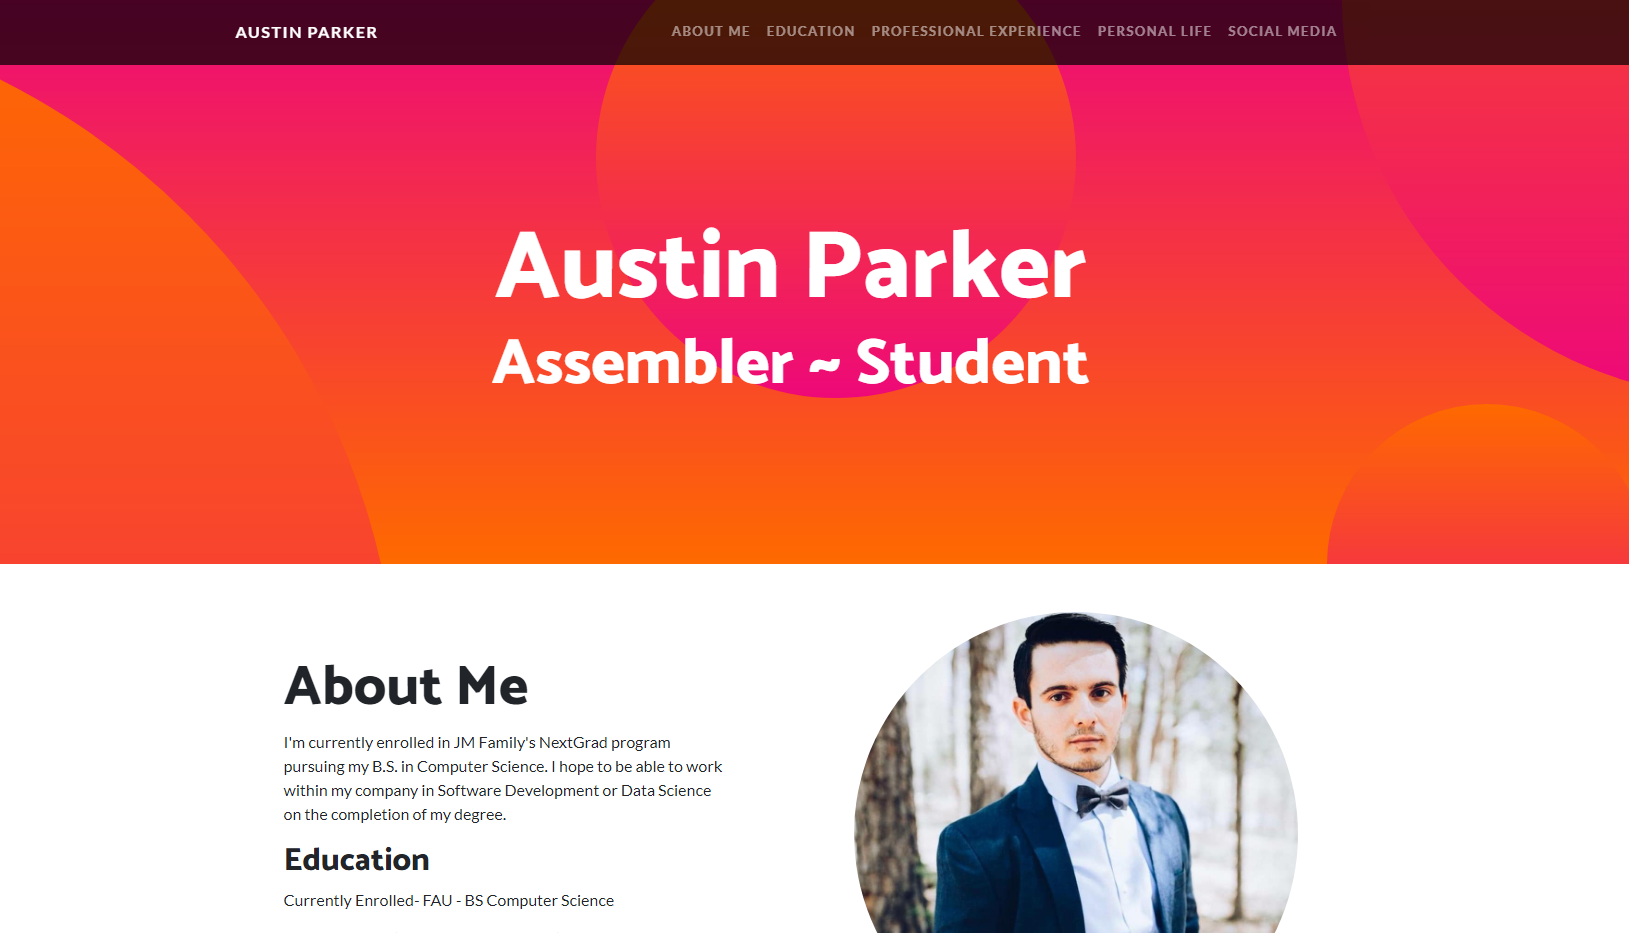 AUSTIN PARKER
ABOUT ME EDUCATION PROFESSIONAL EXPERIENCE PERSONAL LIFE SOCIAL MEDIA
Austin Parker
Assembler ~ Student
About Me
I'm currently enrolled in JM Family's NextGrad program
pursuing my B.S. in Computer Science. I hope to be able to work
within my company in Software Development or Data Science
on the completion of my degree.
Education
Currently Enrolled- FAU - BS Computer Science